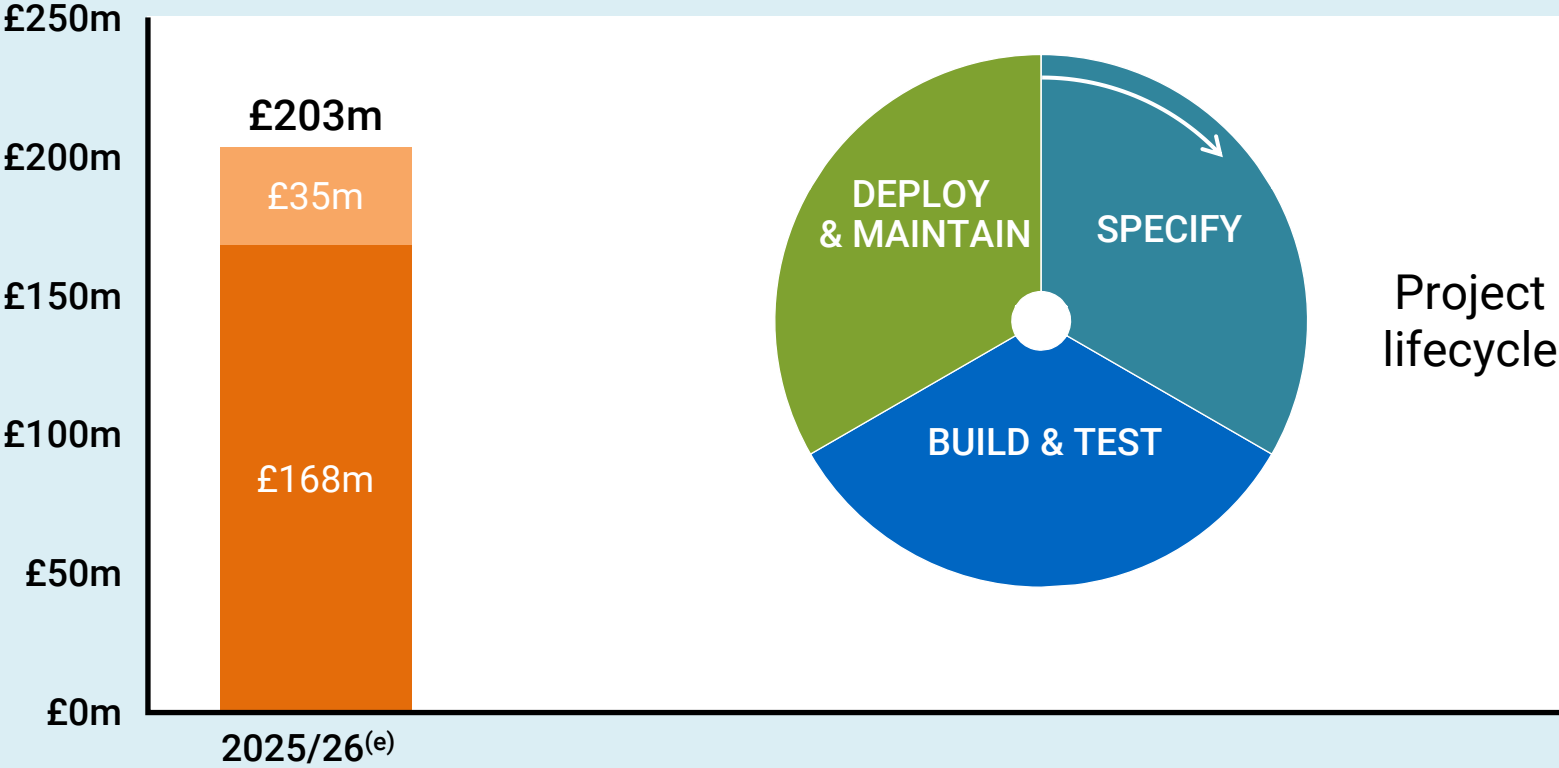 £250m
£200m
£150m
£100m
£50m
£0m
£203m
£35m
£168m
2025/26(e)
DEPLOY
& MAINTAIN
SPECIFY
BUILD & TEST
Project
lifecycle